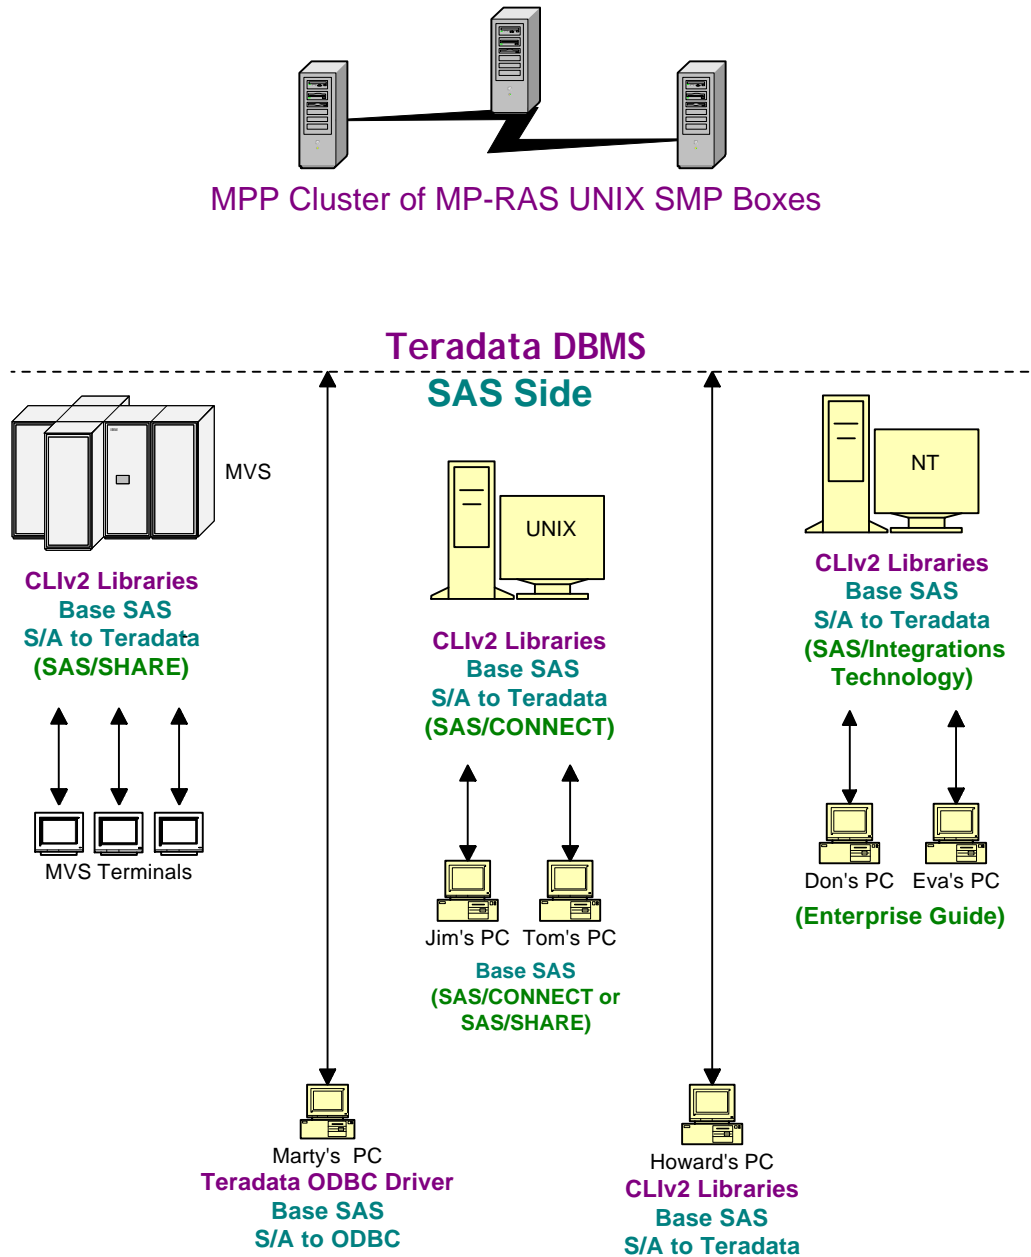 MPP Cluster of MP-RAS UNIX SMP Boxes
Teradata DBMS
SAS Side
MVS
CLIv2 Libraries
Base SAS
S/A to Teradata
(SAS/SHARE)
MVS Terminals
UNIX
CLIv2 Libraries
Base SAS
S/A to Teradata
(SAS/CONNECT)
Jim's PC Tom's PC
Base SAS
(SAS/CONNECT or
SAS/SHARE)
NT
CLIv2 Libraries
Base SAS
S/A to Teradata
(SAS/Integrations
Technology)
Don's PC Eva's PC
(Enterprise Guide)
Marty's PC
Teradata ODBC Driver
Base SAS
S/A to ODBC
Howard's PC
CLIv2 Libraries
Base SAS
S/A to Teradata